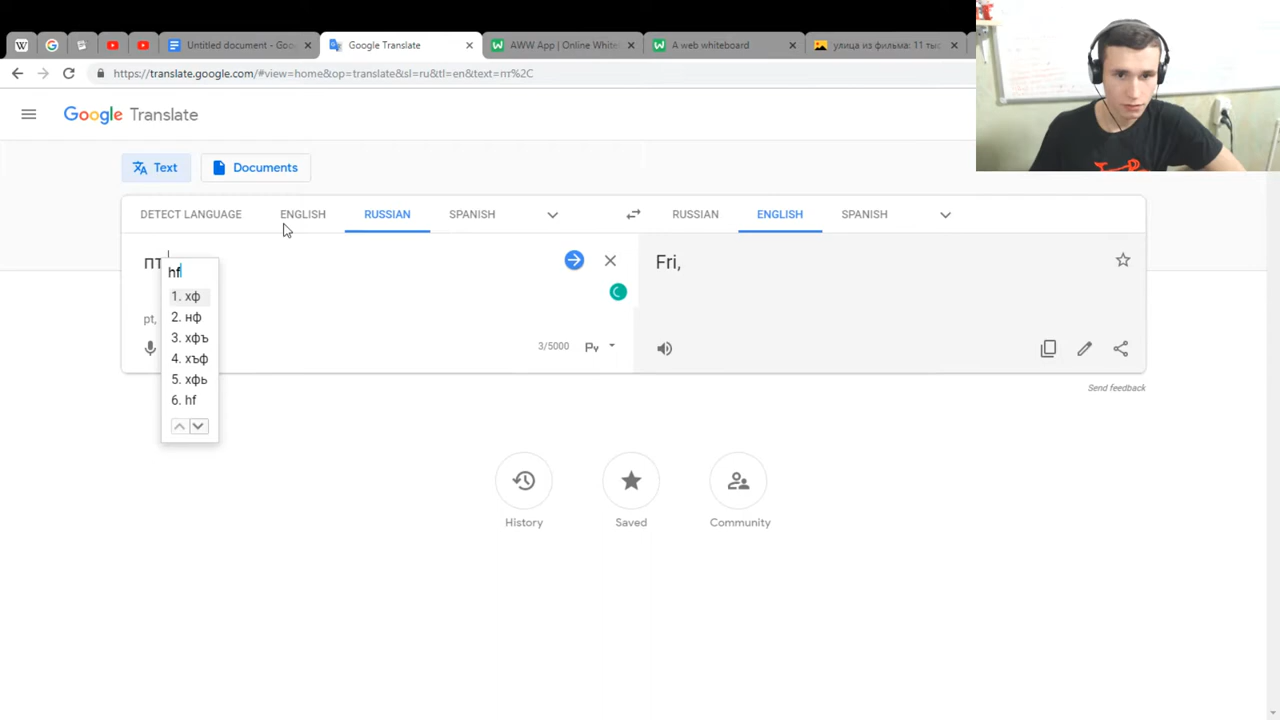 Untitled document - Goo
Google Translate
AWW App | Online White
A web whiteboard
улица из фильма: 11 тыс
https://translate.google.com/#view=home&op=translate&sl=ru&tl=en&text=пт%2C
Google Translate
Text
Documents
DETECT LANGUAGE
ENGLISH
RUSSIAN
SPANISH
RUSSIAN
ENGLISH
SPANISH
пт
hf
1. хф
2. нф
3. хфъ
4. хъф
5. хфь
6. hf
Fri,
pt,
3/5000
Ру
Send feedback
History
Saved
Community